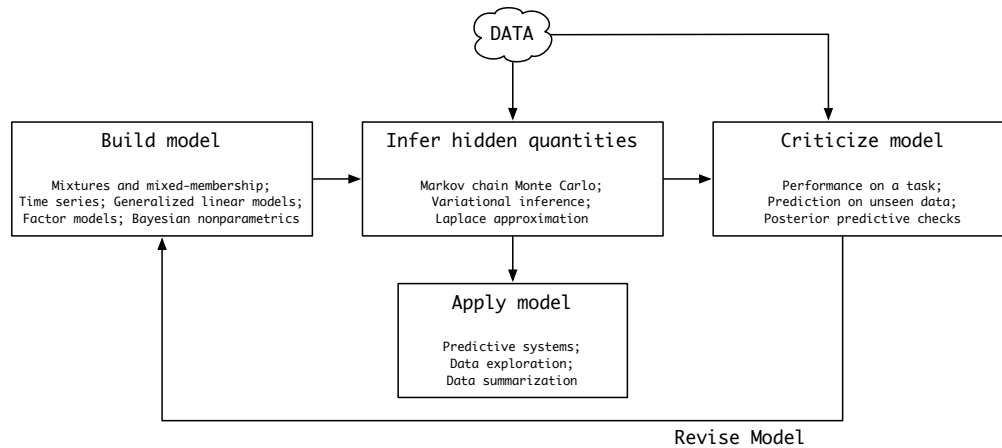 DATA
Build model
Mixtures and mixed-membership;
Time series; Generalized linear models;
Factor models; Bayesian nonparametrics
Infer hidden quantities
Markov chain Monte Carlo;
Variational inference;
Laplace approximation
Criticize model
Performance on a task;
Prediction on unseen data;
Posterior predictive checks
Apply model
Predictive systems;
Data exploration;
Data summarization
Revise Model